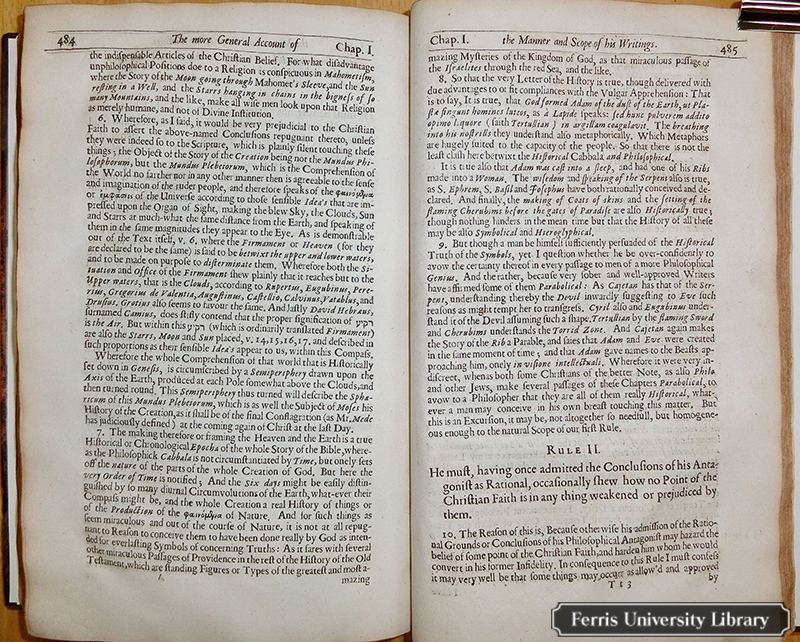 484 The more General Account of Chap. I.
the indispensable Articles of the Christian Belief. For what disadvantage
unphilosophical Positions doe to a Religion is conspicuous in Mahometism,
where the Story of the Moon going through Mahomet's Sleeve, and the Sun
resting in a Well, and the Starrs hanging in chains in the bigness of so
many Mountains, and the like, make all wise men look upon that Religion
as merely humane, and not of Divine Institution.
6. Wherefore, as I said, it would be very prejudicial to the Christian
Faith to assert the above-named Conclusions repugnant thereto, unless
they were indeed so to the Scripture, which is plainly silent touching these
things; the Object of the Story of the Creation being not the Mundus Phi-
losophorum, but the Mundus Plebeiorum, which is the Comprehension of
the World no farther nor in any other manner then is agreeable to the sense
and imagination of the ruder people, and therefore speaks of the φαινόμενα
or ἐμφάσεις of the Universe according to those sensible Idea's that are im-
pressed upon the Organ of Sight, making the blew Sky, the Clouds, Sun
and Starrs at much-what the same distance from the Earth, and speaking of
them in the same magnitudes they appear to the Eye. As is demonstrable
out of the Text itself, v. 6, where the Firmament or Heaven (for they
are declared to be the same) is said to be betwixt the upper and lower waters,
and to be made on purpose to disterminate them. Wherefore both the Si-
tuation and Office of the Firmament shew plainly that it reaches but to the
Upper waters, that is, the Clouds, according to Rupertus, Eugubinus, Pere-
rius, Gregorius de Valentia, Augustinus, Castellio, Calvinus, Vatablus, and
Drusius, Grotius also seems to favour the same. And lastly David Hebraus,
surnamed Camius, does stifly contend that the proper signification of רקיע
is the Air. But within this רקיע (which is ordinarily translated Firmament)
are also the Starrs, Moon and Sun placed, v. 14, 15, 16, 17, and described in
such proportions as their sensible Idea's appear to us, within this Compass.
Wherefore the whole Comprehension of that world that is Historically
set down in Genesis, is circumscribed by a Semiperiphery drawn upon the
Axis of the Earth, produced at each Pole somewhat above the Clouds, and
then turned round. This Semiperiphery thus turned will describe the Sphæ-
ricum of this Mundus Plebeiorum, which is as well the Subject of Moses his
History of the Creation, as it shall be of the final Conflagration (as Mr. Mede
has judiciously defined) at the coming again of Christ at the last Day.
7. The making therefore or framing the Heaven and the Earth is a true
Historical or Chronological Epocha of the whole Story of the Bible, where-
as the Philosophick Cabbala is not circumstantiated by Time, but onely sets
off the nature of the parts of the whole Creation of God. But here the
very Order of Time is notified; And the Six days might be easily distin-
guished by so many diurnal Circumvolutions of the Earth, what-ever their
Compass might be, and the whole Creation a real History of things or
of the Production of the φαινόμενα of Nature. And for such things as
seem miraculous and out of the course of Nature, it is not at all repug-
nant to Reason to conceive them to have been done really by God as inten-
ded for everlasting Symbols of concerning Truths: As it fares with several
other miraculous Passages of Providence in the rest of the History of the Old
Testament, which are standing Figures or Types of the greatest and most a-
mazing
Chap. I. the Manner and Scope of his Writings. 485
mazing Mysteries of the Kingdom of God, as that miraculous passage of
the Israelites through the red Sea, and the like.
8. So that the very Letter of the History is true, though delivered with
due advantages to or fit compliances with the Vulgar Apprehension: That
is to say, It is true, that God formed Adam of the dust of the Earth, ut Pla-
stæ fingunt homines luteos, as à Lapide speaks: sed hunc pulverem addito
opimo liquore (saith Tertullian) in argillam coagulavit. The breathing
into his nostrills they understand also metaphorically. Which Metaphors
are hugely suited to the capacity of the people. So that there is not the
least clash here betwixt the Historical Cabbala and Philosophical.
It is true also that Adam was cast into a sleep, and had one of his Ribs
made into a Woman. The wisedom and speaking of the Serpent also is true,
as S. Ephrem, S. Basil and Josephus have both rationally conceived and de-
clared. And finally, the making of Coats of skins and the setting of the
flaming Cherubims before the gates of Paradise are also Historically true;
though nothing hinders in the mean time but that the History of all these
may be also Symbolical and Hieroglyphical.
9. But though a man be himself sufficiently persuaded of the Historical
Truth of the Symbols, yet I question whether he be over-confidently to
avow the certainty thereof in every passage to men of a more Philosophical
Genius. And the rather, because very sober and well-approved Writers
have affirmed some of them Parabolical: As Cajetan has that of the Ser-
pent, understanding thereby the Devil inwardly suggesting to Eve such
reasons as might tempt her to transgress, Cyril also and Eugubinus under-
stand it of the Devil assuming such a shape. Tertullian by the flaming Sword
and Cherubims understands the Torrid Zone. And Cajetan again makes
the Story of the Rib a Parable, and saies that Adam and Eve were created
in the same moment of time; and that Adam gave names to the Beasts ap-
proaching him, onely in visione intellectuali. Wherefore it were very in-
discreet, when as both some Christians of the better Note, as also Philo
and other Jews, make several passages of these Chapters Parabolical, to
avow to a Philosopher that they are all of them really Historical, what-
ever a man may conceive in his own breast touching this matter. But
this is an Excursion, it may be, not altogether so needfull, but homogene-
ous enough to the natural Scope of our first Rule.
RULE II.
He must, having once admitted the Conclusions of his Anta-
gonist as Rational, occasionally shew how no Point of the
Christian Faith is in any thing weakened or prejudiced by
them.
10. The Reason of this is, Because otherwise his admission of the Ratio-
nal Grounds or Conclusions of his Philosophical Antagonist may hazard the
belief of some point of the Christian Faith, and harden him whom he would
convert in his former Infidelity. In consequence to this Rule I must confess
it may very well be that some things may occurr as allow'd and approved
Tt 3 by
Ferris University Library